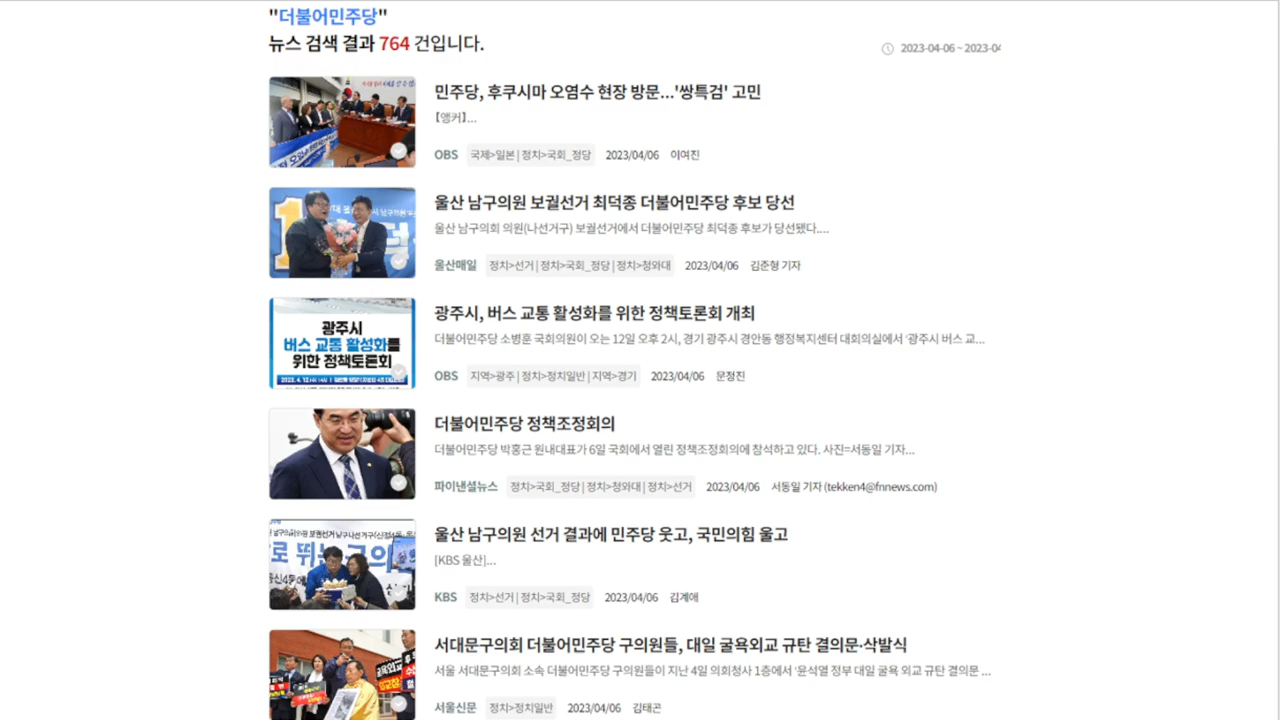 "더불어민주당"
뉴스 검색 결과 764 건입니다.
2023-04-06 ~ 2023-04
민주당, 후쿠시마 오염수 현장 방문...'쌍특검' 고민
【앵커】...
OBS 국제>일본 | 정치>국회_정당 2023/04/06 이여진
울산 남구의원 보궐선거 최덕종 더불어민주당 후보 당선
울산 남구의회 의원(나선거구) 보궐선거에서 더불어민주당 최덕종 후보가 당선됐다....
울산매일 정치>선거 | 정치>국회_정당 | 정치>청와대 2023/04/06 김준형 기자
광주시
버스 교통 활성화를
위한 정책토론회
광주시, 버스 교통 활성화를 위한 정책토론회 개최
더불어민주당 소병훈 국회의원이 오는 12일 오후 2시, 경기 광주시 경안동 행정복지센터 대회의실에서 ‘광주시 버스 교...
OBS 지역>광주 | 정치>정치일반 | 지역>경기 2023/04/06 문정진
더불어민주당 정책조정회의
더불어민주당 박홍근 원내대표가 6일 국회에서 열린 정책조정회의에 참석하고 있다. 사진=서동일 기자...
파이낸셜뉴스 정치>국회_정당 | 정치>청와대 | 정치>선거 2023/04/06 서동일 기자 (tekken4@fnnews.com)
울산 남구의원 선거 결과에 민주당 웃고, 국민의힘 울고
[KBS 울산]...
KBS 정치>선거 | 정치>국회_정당 2023/04/06 김계애
서대문구의회 더불어민주당 구의원들, 대일 굴욕외교 규탄 결의문·삭발식
서울 서대문구의회 소속 더불어민주당 구의원들이 지난 4일 의회청사 1층에서 ‘윤석열 정부 대일 굴욕 외교 규탄 결의문 ...
서울신문 정치>정치일반 2023/04/06 김태곤